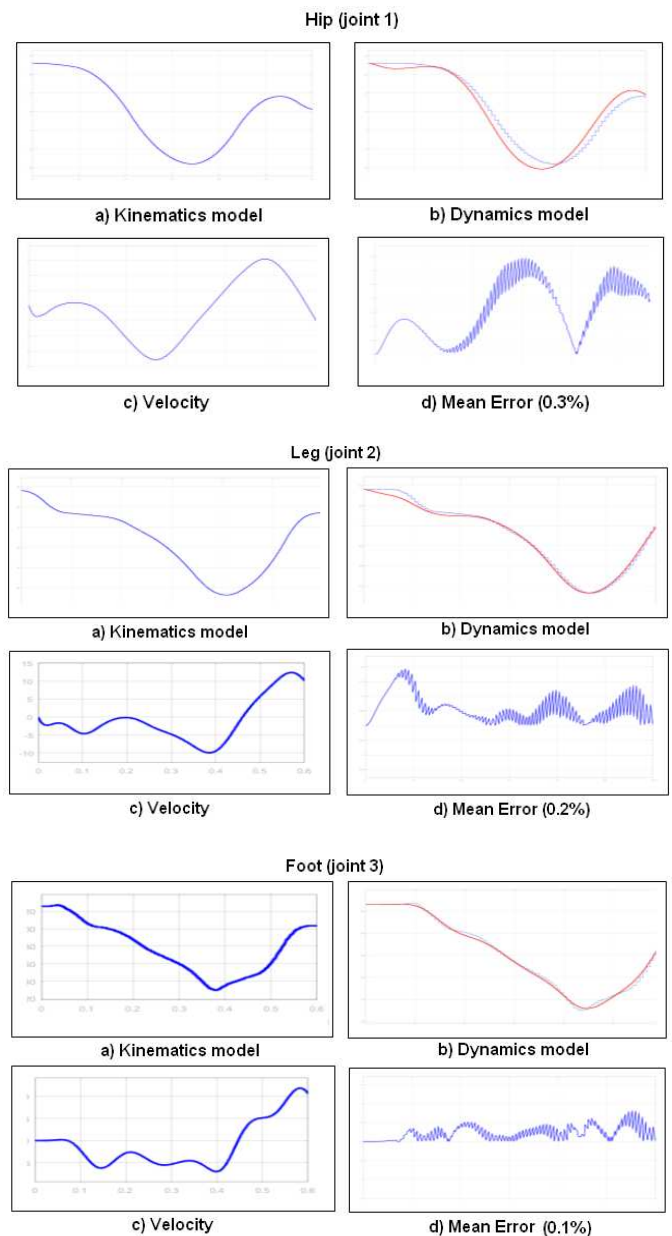 Hip (joint 1)
a) Kinematics model
b) Dynamics model
c) Velocity
d) Mean Error (0.3%)
Leg (joint 2)
a) Kinematics model
b) Dynamics model
15
10
5
0
-5
-10
0 0.1 0.2 0.3 0.4 0.5 0.6
c) Velocity
d) Mean Error (0.2%)
Foot (joint 3)
0 0.1 0.2 0.3 0.4 0.5 0.6
a) Kinematics model
b) Dynamics model
0 0.1 0.2 0.3 0.4 0.5 0.6
c) Velocity
d) Mean Error (0.1%)